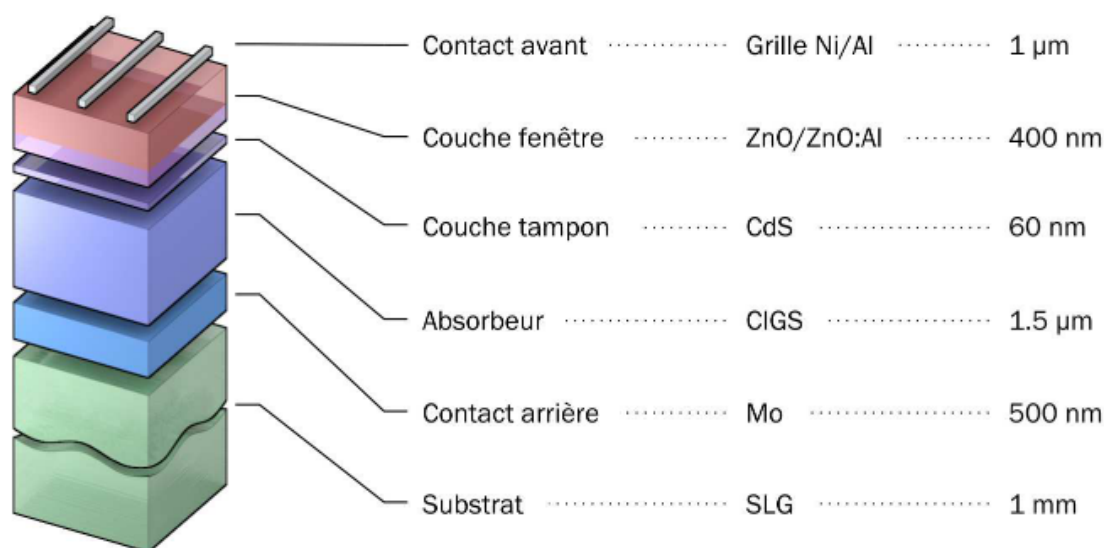 Contact avant ........... Grille Ni/Al ........... 1 µm
Couche fenêtre ........... ZnO/ZnO:Al ........... 400 nm
Couche tampon ........... CdS ........... 60 nm
Absorbeur ........... CIGS ........... 1.5 µm
Contact arrière ........... Mo ........... 500 nm
Substrat ........... SLG ........... 1 mm